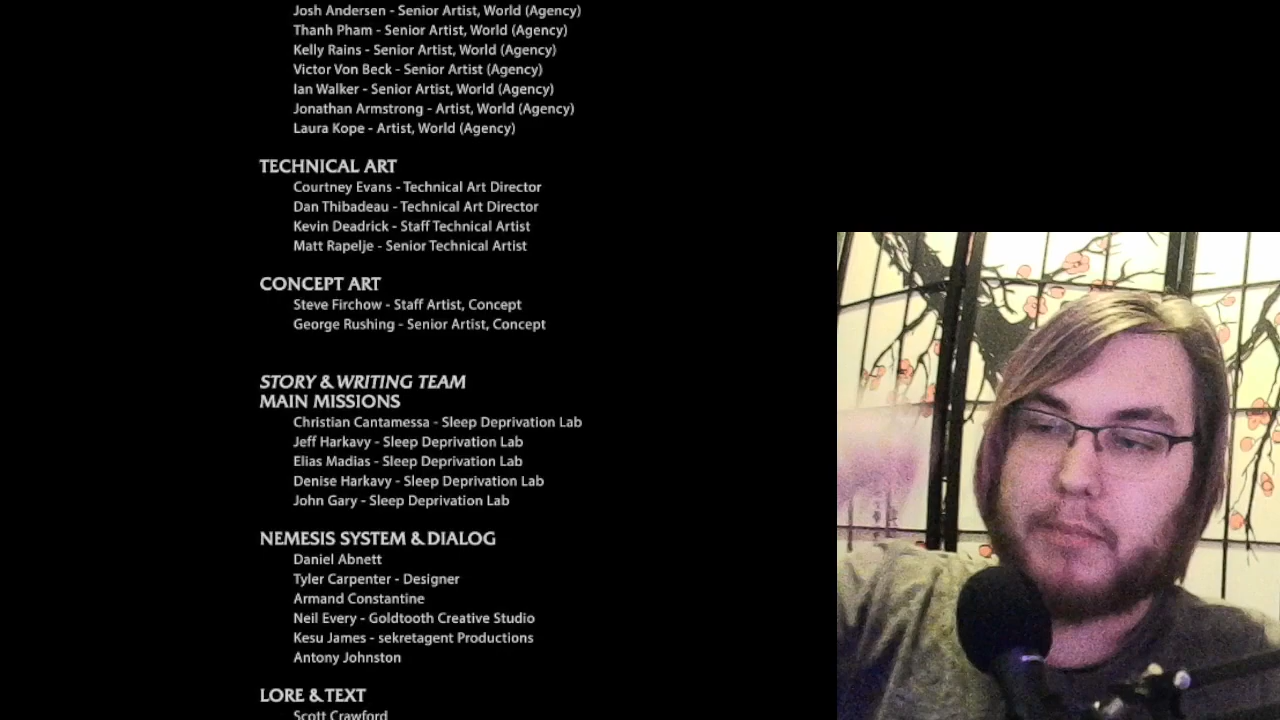 Josh Andersen - Senior Artist, World (Agency)
Thanh Pham - Senior Artist, World (Agency)
Kelly Rains - Senior Artist, World (Agency)
Victor Von Beck - Senior Artist (Agency)
Ian Walker - Senior Artist, World (Agency)
Jonathan Armstrong - Artist, World (Agency)
Laura Kope - Artist, World (Agency)
TECHNICAL ART
Courtney Evans - Technical Art Director
Dan Thibadeau - Technical Art Director
Kevin Deadrick - Staff Technical Artist
Matt Rapelje - Senior Technical Artist
CONCEPT ART
Steve Firchow - Staff Artist, Concept
George Rushing - Senior Artist, Concept
STORY & WRITING TEAM
MAIN MISSIONS
Christian Cantamessa - Sleep Deprivation Lab
Jeff Harkavy - Sleep Deprivation Lab
Elias Madias - Sleep Deprivation Lab
Denise Harkavy - Sleep Deprivation Lab
John Gary - Sleep Deprivation Lab
NEMESIS SYSTEM & DIALOG
Daniel Abnett
Tyler Carpenter - Designer
Armand Constantine
Neil Every - Goldtooth Creative Studio
Kesu James - sekretagent Productions
Antony Johnston
LORE & TEXT
Scott Crawford